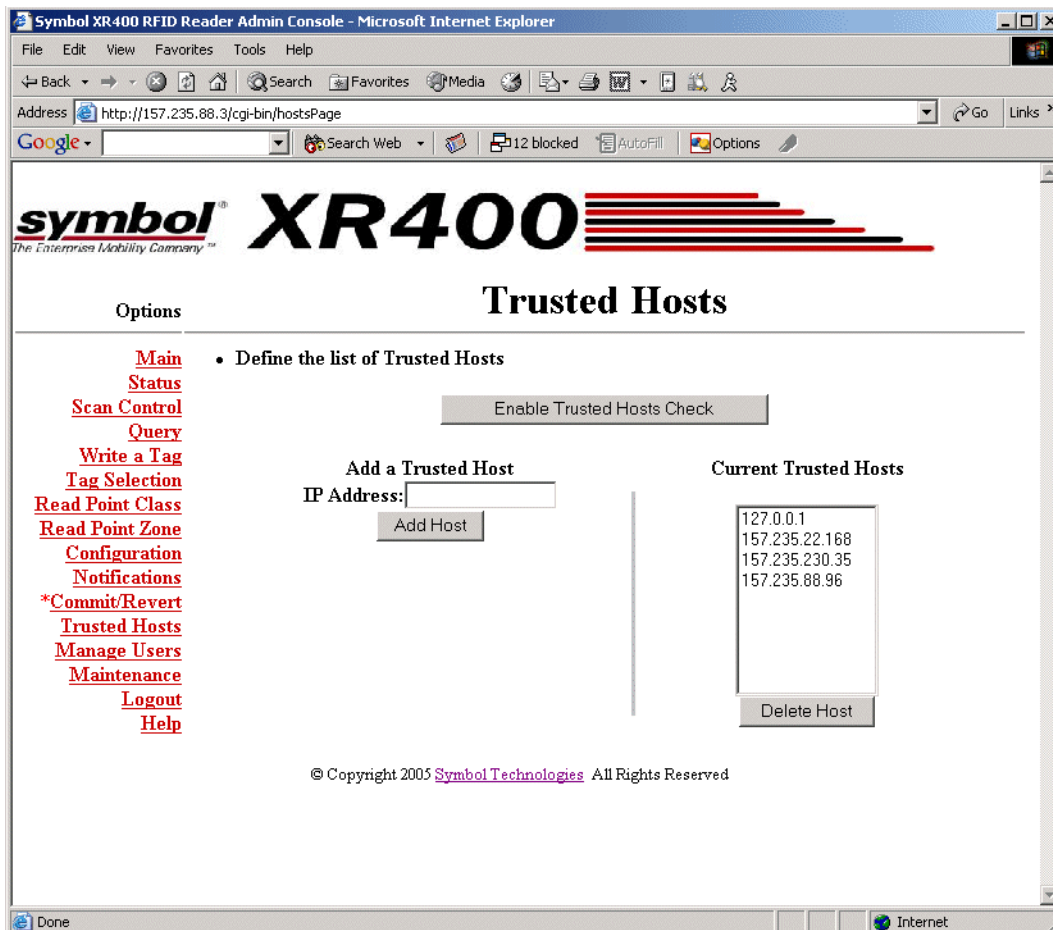 Symbol XR400 RFID Reader Admin Console - Microsoft Internet Explorer
File Edit View Favorites Tools Help
Back Search Favorites Media
Address http://157.235.88.3/cgi-bin/hostsPage Go Links
Google Search Web 12 blocked AutoFill Options
symbol® XR400
The Enterprise Mobility Company ™
Options
Trusted Hosts
Main
Status
Scan Control
Query
Write a Tag
Tag Selection
Read Point Class
Read Point Zone
Configuration
Notifications
*Commit/Revert
Trusted Hosts
Manage Users
Maintenance
Logout
Help
• Define the list of Trusted Hosts
Enable Trusted Hosts Check
Add a Trusted Host
IP Address:
Add Host
Current Trusted Hosts
127.0.0.1
157.235.22.168
157.235.230.35
157.235.88.96
Delete Host
© Copyright 2005 Symbol Technologies All Rights Reserved
Done Internet